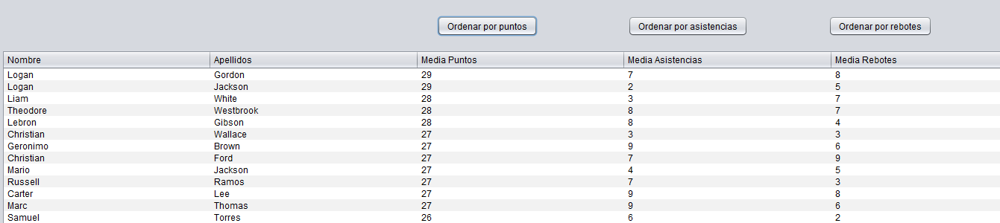 Ordenar por puntos Ordenar por asistencias Ordenar por rebotes
Nombre Apellidos Media Puntos Media Asistencias Media Rebotes
Logan Gordon 29 7 8
Logan Jackson 29 2 5
Liam White 28 3 7
Theodore Westbrook 28 8 7
Lebron Gibson 28 8 4
Christian Wallace 27 3 3
Geronimo Brown 27 9 6
Christian Ford 27 7 9
Mario Jackson 27 4 5
Russell Ramos 27 7 3
Carter Lee 27 9 8
Marc Thomas 27 9 6
Samuel Torres 26 6 2